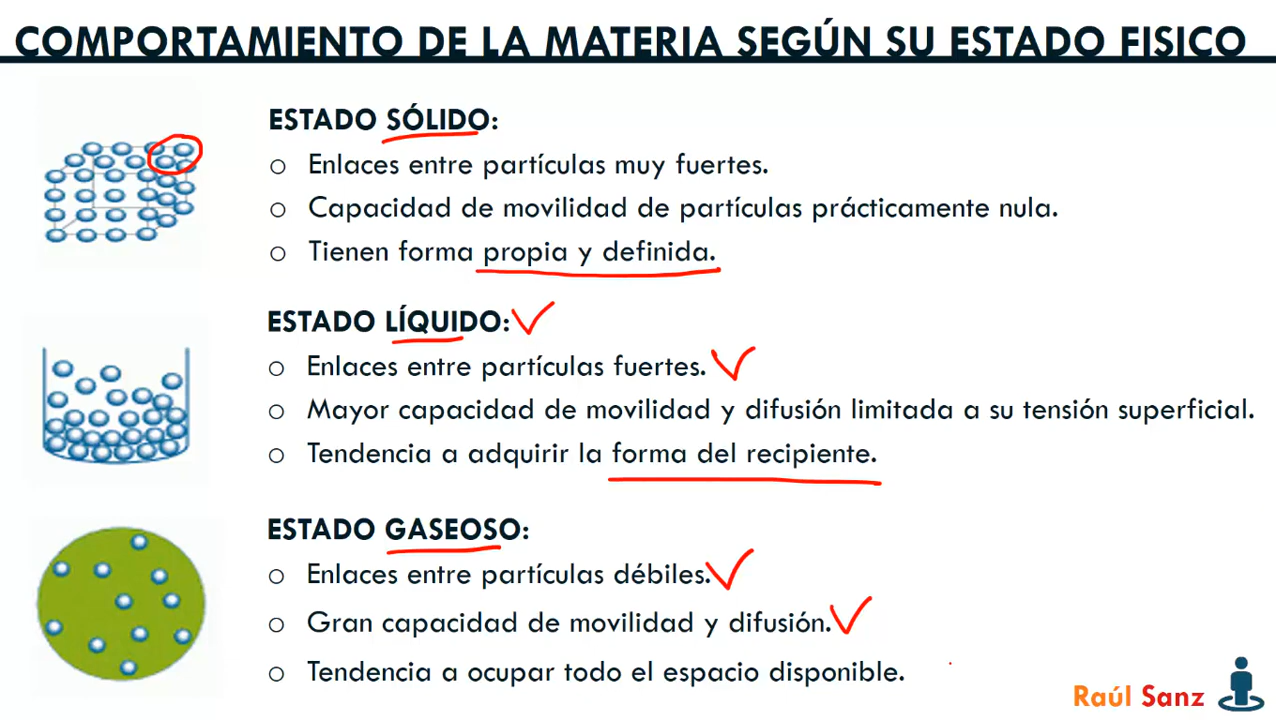 COMPORTAMIENTO DE LA MATERIA SEGÚN SU ESTADO FISICO
ESTADO SÓLIDO:
o Enlaces entre partículas muy fuertes.
o Capacidad de movilidad de partículas prácticamente nula.
o Tienen forma propia y definida.
ESTADO LÍQUIDO:
o Enlaces entre partículas fuertes.
o Mayor capacidad de movilidad y difusión limitada a su tensión superficial.
o Tendencia a adquirir la forma del recipiente.
ESTADO GASEOSO:
o Enlaces entre partículas débiles.
o Gran capacidad de movilidad y difusión.
o Tendencia a ocupar todo el espacio disponible.
Raúl Sanz